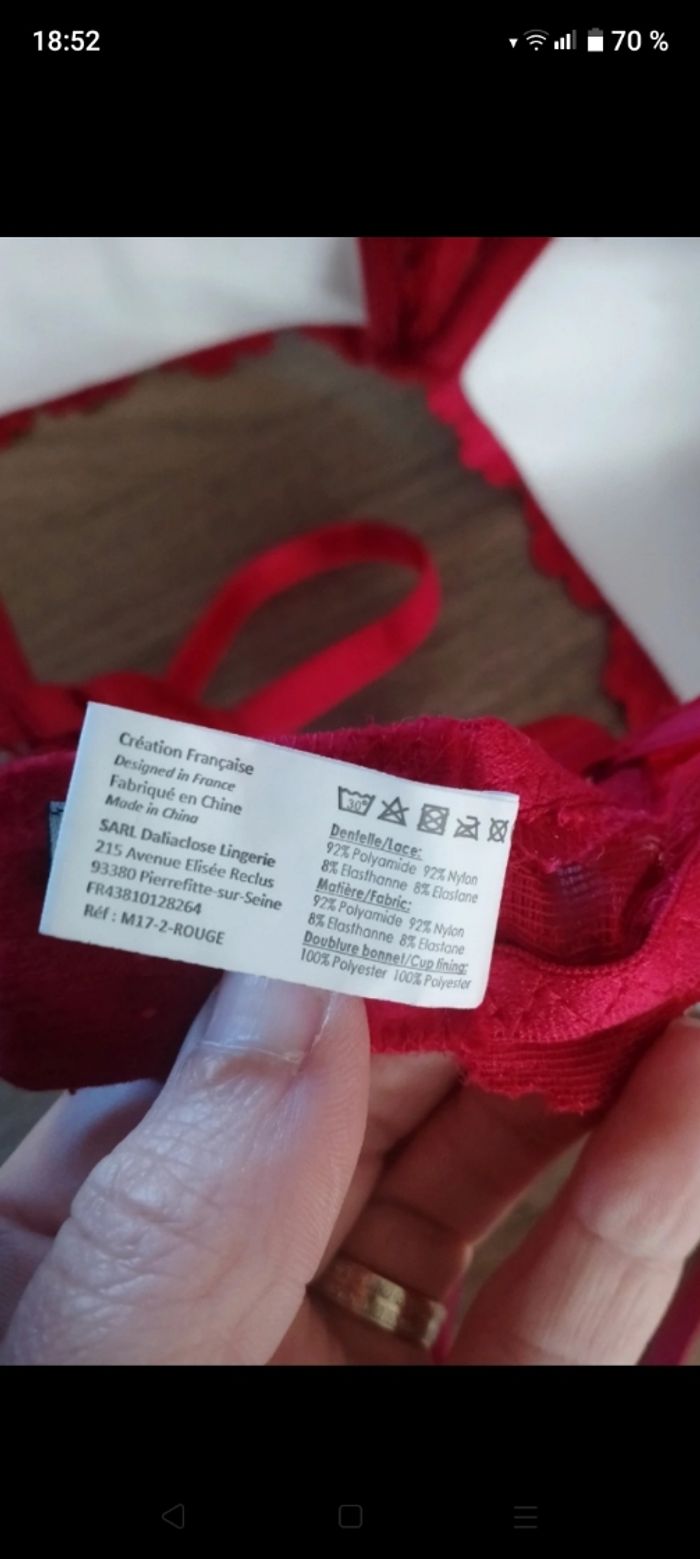 18:52
70 %
Création Française
Designed in France
Fabriqué en Chine
Made in China
SARL Daliaclose Lingerie
215 Avenue Elisée Reclus
93380 Pierrefitte-sur-Seine
FR43810128264
Réf : M17-2-ROUGE
30°
Dentelle/Lace:
92% Polyamide 92% Nylon
8% Elasthanne 8% Elastane
Matière/Fabric:
92% Polyamide 92% Nylon
8% Elasthanne 8% Elastane
Doublure bonnet/Cup lining:
100% Polyester 100% Polyester